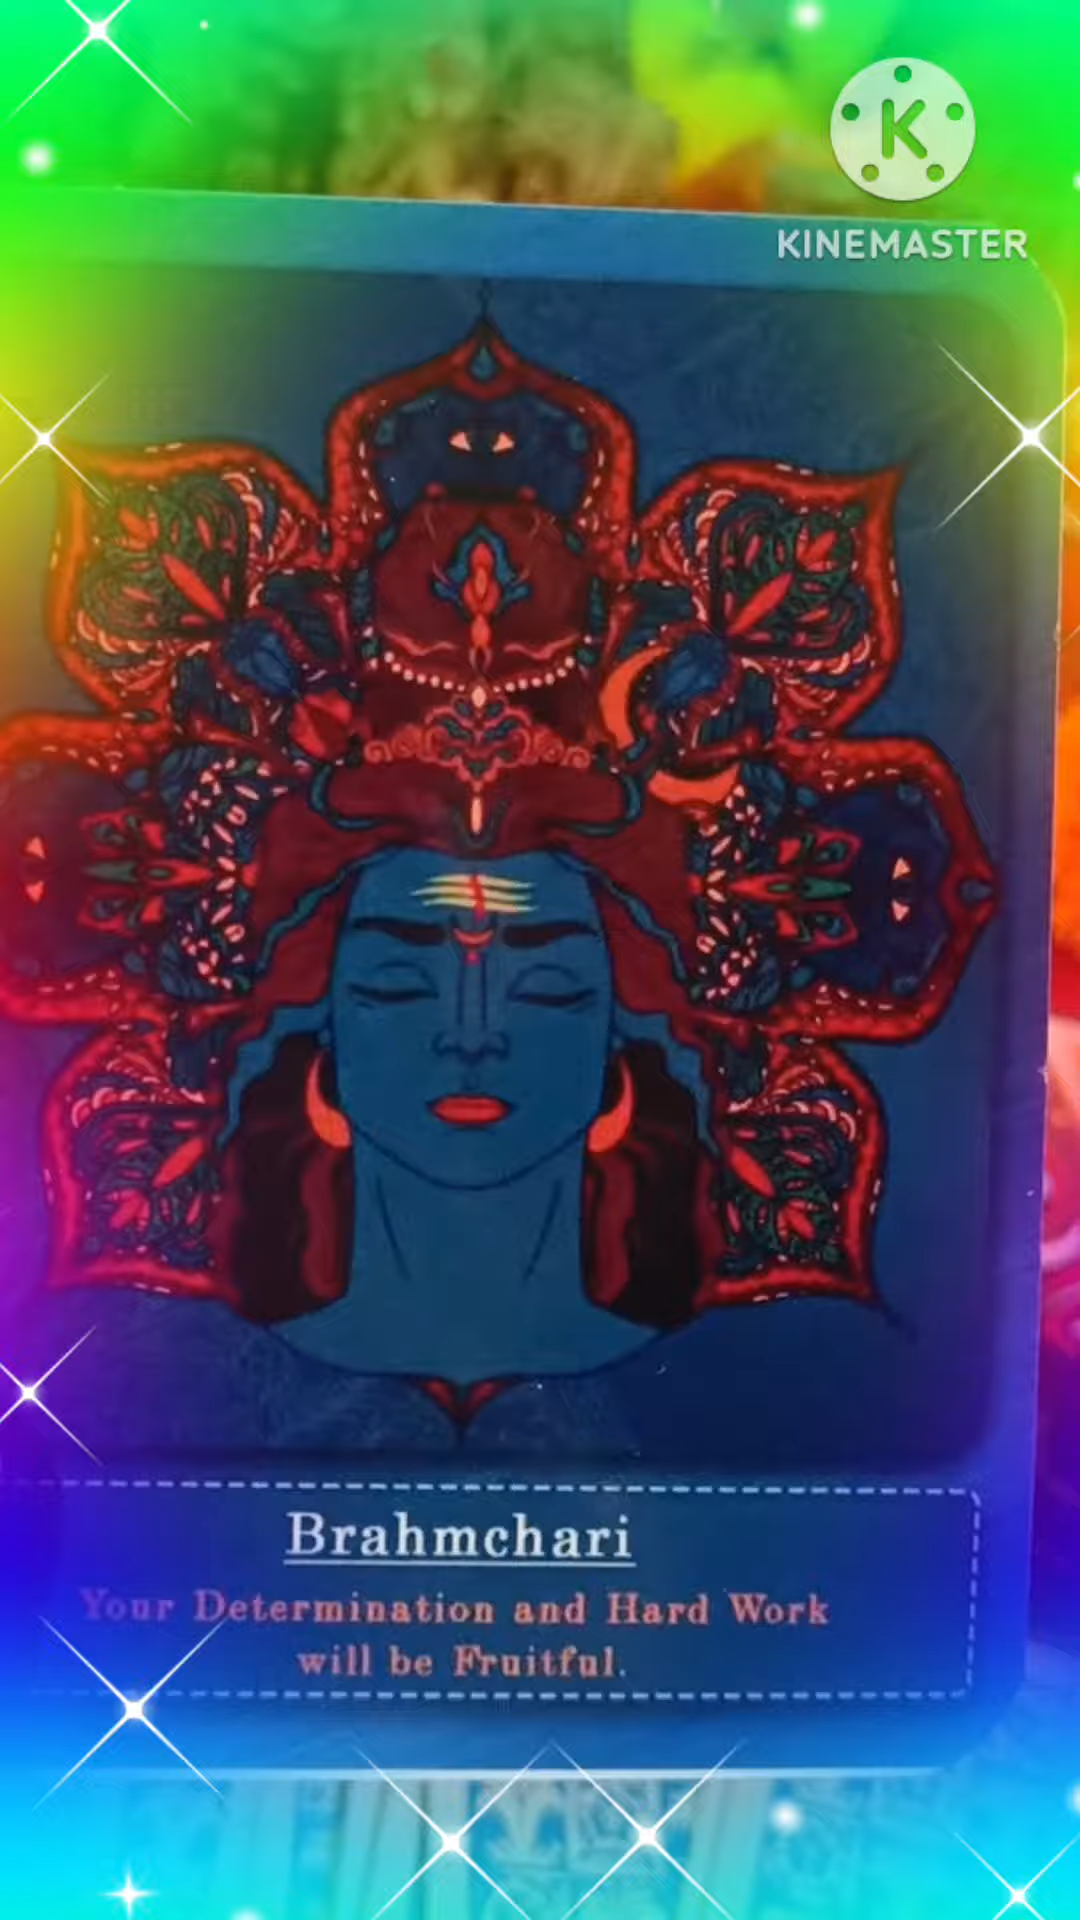 K
KINEMASTER
Brahmchari
Your Determination and Hard Work
will be Fruitful.